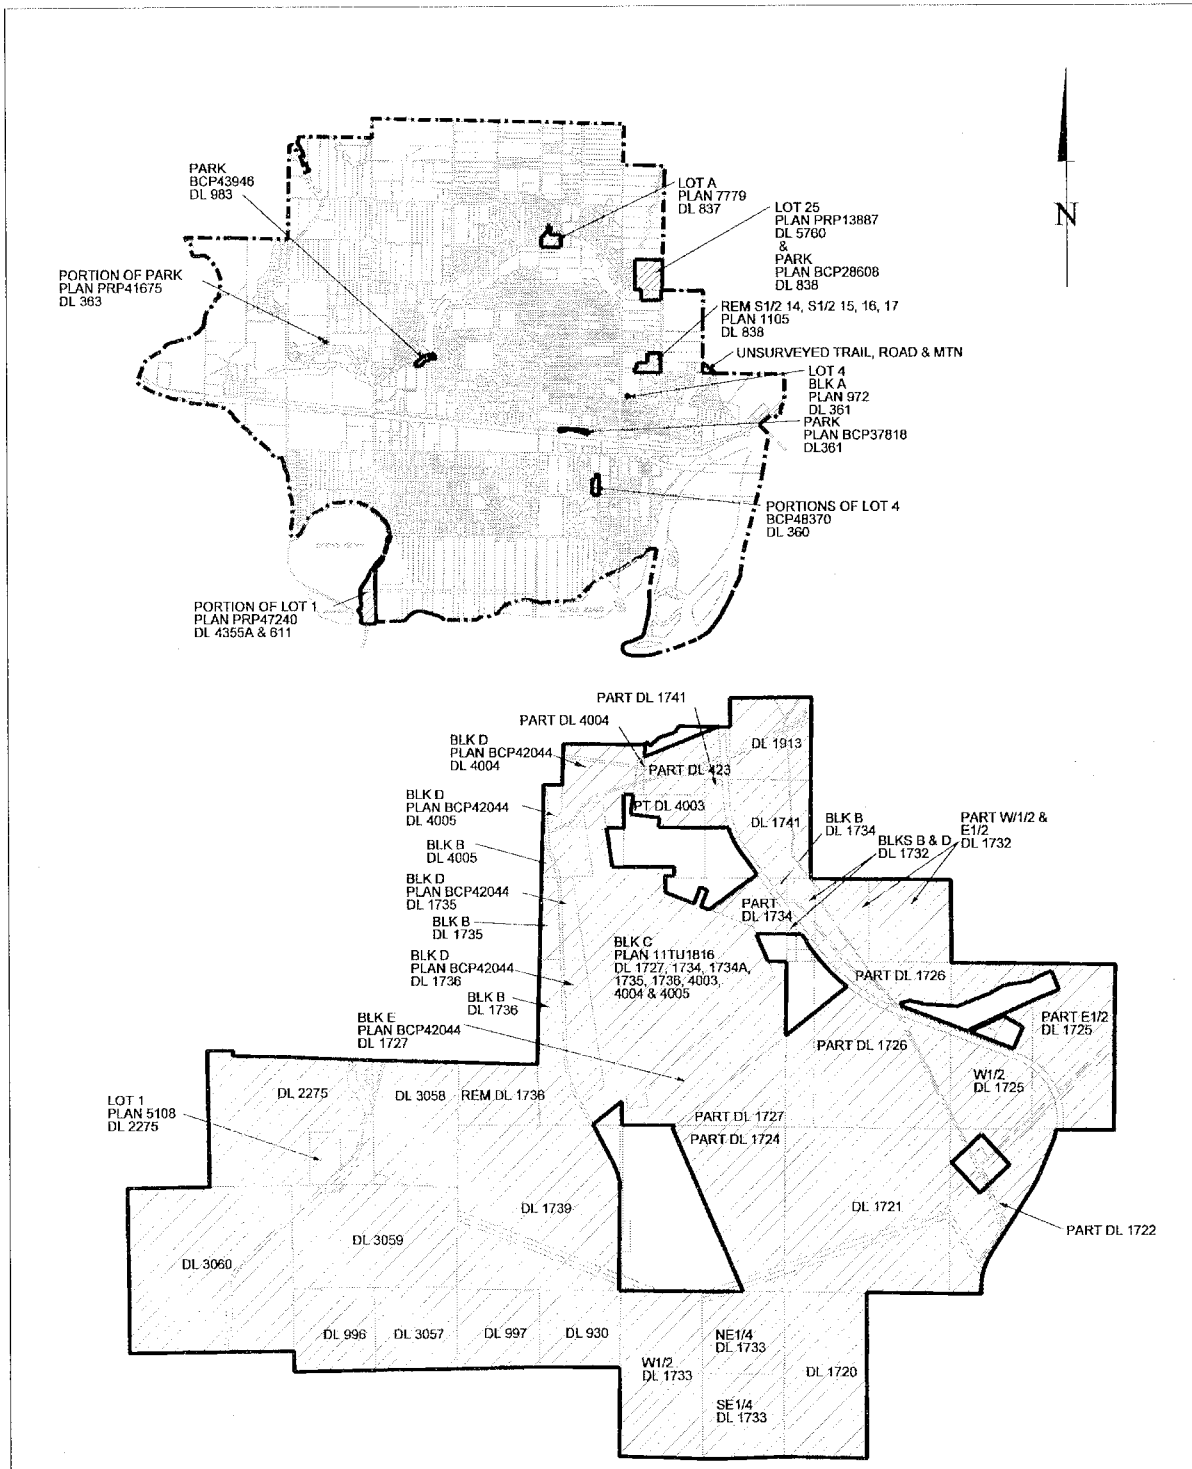 PARK
BCP43946
DL 983
LOT A
PLAN 7779
DL 837
LOT 25
PLAN PRP13887
DL 5760
&
PARK
PLAN BCP28608
DL 838
N
PORTION OF PARK
PLAN PRP41675
DL 363
REM S1/2 14, S1/2 15, 16, 17
PLAN 1105
DL 838
UNSURVEYED TRAIL, ROAD & MTN
LOT 4
BLK A
PLAN 972
DL 361
PARK
PLAN BCP37818
DL361
PORTIONS OF LOT 4
BCP48370
DL 360
PORTION OF LOT 1
PLAN PRP47240
DL 4355A & 611
PART DL 1741
PART DL 4004
BLK D
PLAN BCP42044
DL 4004
DL 1913
PART DL 423
BLK D
PLAN BCP42044
DL 4005
PT DL 4003
DL 1741
BLK B
DL 1734
BLKS B & D
DL 1732
PART W/1/2 &
E1/2
DL 1732
BLK B
DL 4005
BLK D
PLAN BCP42044
DL 1735
PART
DL 1734
BLK B
DL 1735
BLK C
PLAN 11TU1816
DL 1727, 1734, 1734A,
1735, 1736, 4003,
4004 & 4005
BLK D
PLAN BCP42044
DL 1736
PART DL 1726
BLK B
DL 1736
BLK E
PLAN BCP42044
DL 1727
PART E1/2
DL 1725
PART DL 1726
W1/2
DL 1725
DL 2275
DL 3058
REM DL 1738
LOT 1
PLAN 5108
DL 2275
PART DL 1727
PART DL 1724
DL 1739
DL 1721
PART DL 1722
DL 3059
DL 3060
DL 996
DL 3057
DL 997
DL 930
NE1/4
DL 1733
W1/2
DL 1733
DL 1720
SE1/4
DL 1733